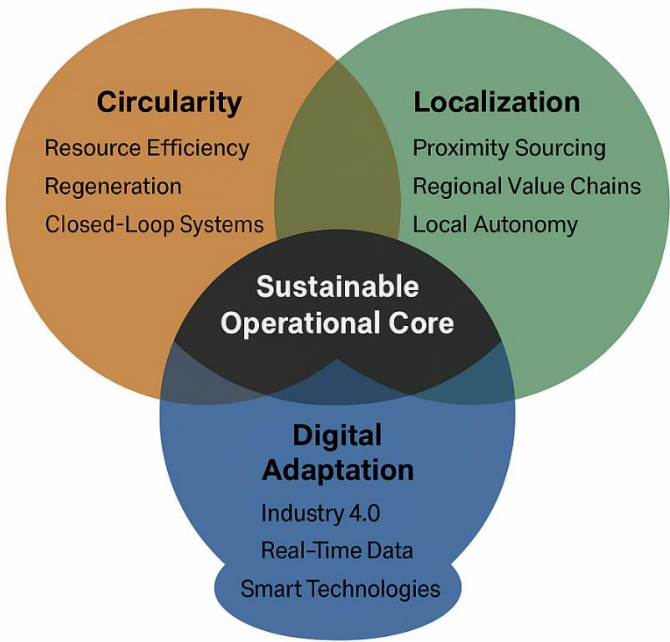 Circularity
Resource Efficiency
Regeneration
Closed-Loop Systems
Localization
Proximity Sourcing
Regional Value Chains
Local Autonomy
Sustainable
Operational Core
Digital
Adaptation
Industry 4.0
Real-Time Data
Smart Technologies